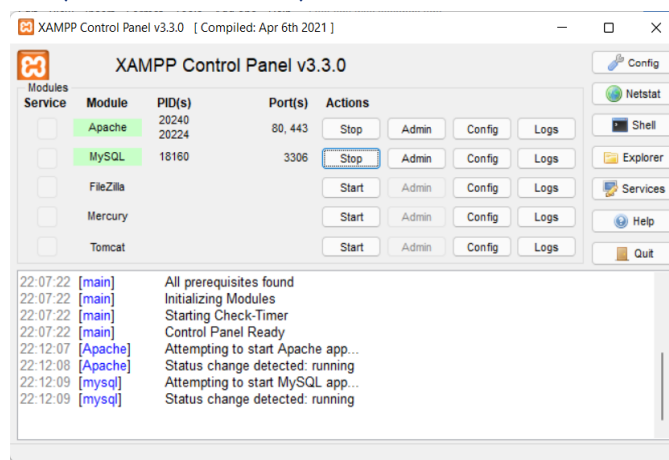 XAMPP Control Panel v3.3.0 [ Compiled: Apr 6th 2021 ]
XAMPP Control Panel v3.3.0
Config
Modules
Service Module PID(s) Port(s) Actions
Netstat
Apache 20240 20224 80, 443 Stop Admin Config Logs
Shell
MySQL 18160 3306 Stop Admin Config Logs
Explorer
FileZilla Start Admin Config Logs
Services
Mercury Start Admin Config Logs
Help
Tomcat Start Admin Config Logs
Quit
22:07:22 [main] All prerequisites found
22:07:22 [main] Initializing Modules
22:07:22 [main] Starting Check-Timer
22:07:22 [main] Control Panel Ready
22:12:07 [Apache] Attempting to start Apache app...
22:12:08 [Apache] Status change detected: running
22:12:09 [mysql] Attempting to start MySQL app...
22:12:09 [mysql] Status change detected: running